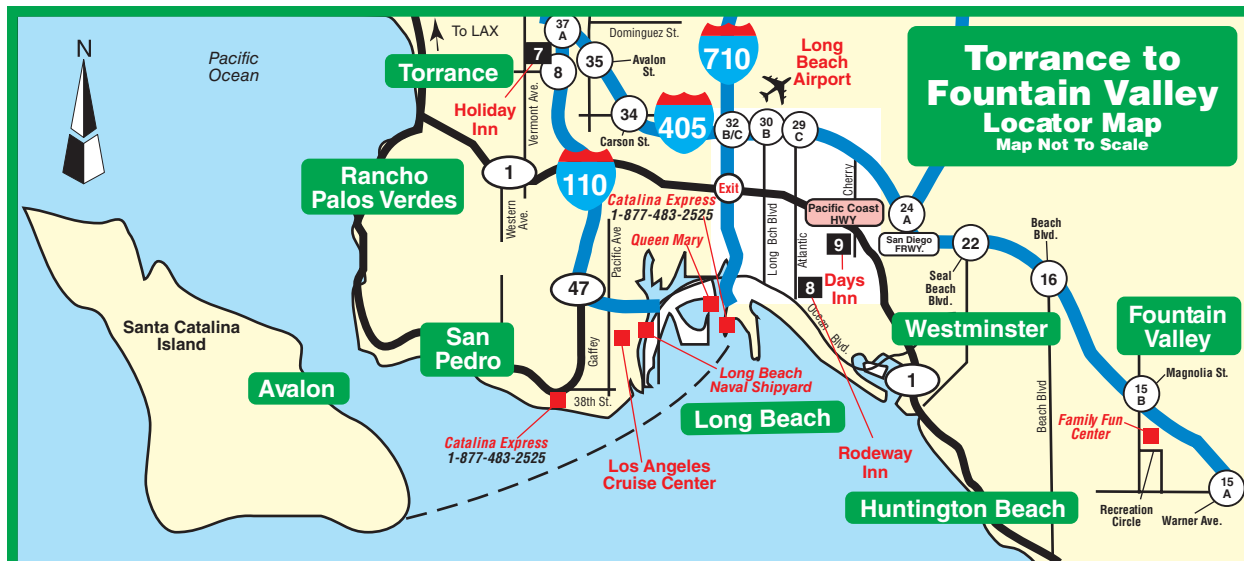 N
Pacific
Ocean
To LAX
Torrance
7
Holiday
Inn
Vermont Ave.
37
A
8
35
Dominguez St.
Avalon
St.
34
Carson St.
405
710
Long
Beach
Airport
32
B/C
30
B
29
C
Torrance to
Fountain Valley
Locator Map
Map Not To Scale
Rancho
Palos Verdes
1
Western
Ave.
110
Exit
Catalina Express
1-877-483-2525
Queen Mary
Pacific Ave
Long Bch Blvd
Atlantic
Cherry
Pacific Coast
HWY
24
A
San Diego
FRWY.
22
Seal
Beach
Blvd.
Beach
Blvd.
16
9
Days
Inn
8
Ocean Blvd.
47
Gaffey
Santa Catalina
Island
Avalon
San
Pedro
38th St.
Long Beach
Naval Shipyard
Long Beach
Westminster
1
Fountain
Valley
Magnolia St.
15
B
Family Fun
Center
Beach Blvd
Catalina Express
1-877-483-2525
Los Angeles
Cruise Center
Rodeway
Inn
Huntington Beach
Recreation
Circle
Warner Ave.
15
A